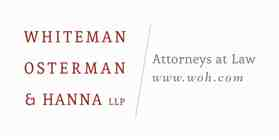 WHITEMAN
OSTERMAN
& HANNA LLP
Attorneys at Law
www.woh.com